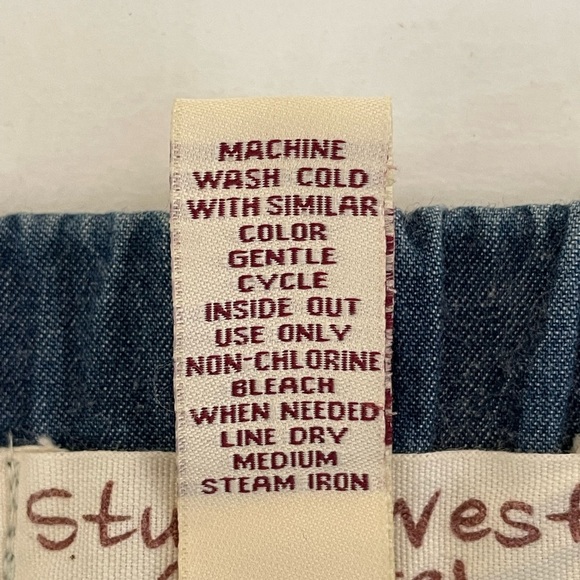 MACHINE
WASH COLD
WITH SIMILAR
COLOR
GENTLE
CYCLE
INSIDE OUT
USE ONLY
NON-CHLORINE
BLEACH
WHEN NEEDED
LINE DRY
MEDIUM
STEAM IRON